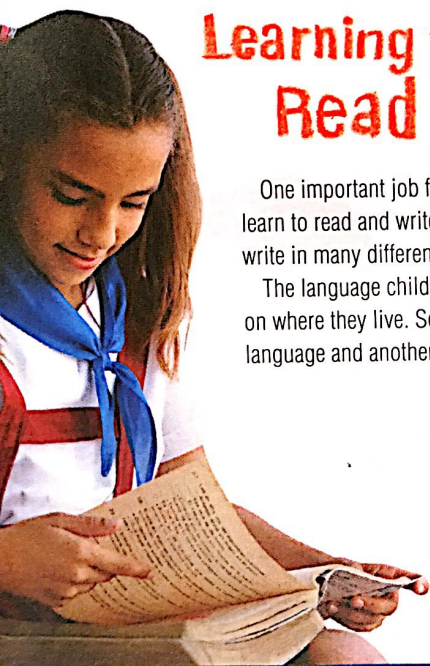 Learning
Read
One important job f
learn to read and write
write in many differen
The language child
on where they live. S
language and another